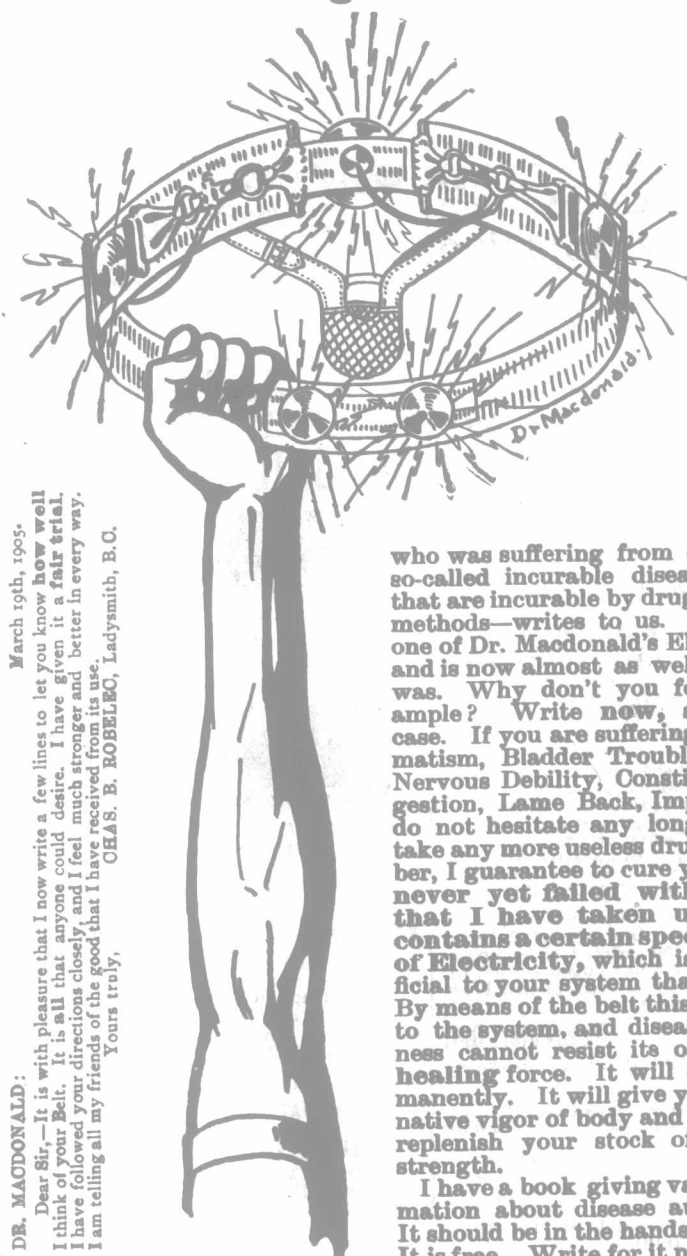 Dr Macdonald.
DR. MACDONALD:
March 19th, 1905.
Dear Sir,—It is with pleasure that I now write a few lines to let you know how well
I think of your Belt. It is all that anyone could desire. I have given it a fair trial.
I have followed your directions closely, and I feel much stronger and better in every way.
I am telling all my friends of the good that I have received from its use.
Yours truly,
CHAS. B. ROBELEC, Ladysmith, B.C.
who was suffering from
so-called incurable disea
that are incurable by drug
methods—writes to us.
one of Dr. Macdonald's El
and is now almost as wel
was. Why don't you fo
ample? Write now, a
case. If you are suffering
matism, Bladder Troubl
Nervous Debility, Consti
gestion, Lame Back, Imp
do not hesitate any long
take any more useless dru
ber, I guarantee to cure y
never yet failed with
that I have taken u
contains a certain spec
of Electricity, which is
ficial to your system tha
By means of the belt this
to the system, and disea
ness cannot resist its o
healing force. It will
manently. It will give y
native vigor of body and
replenish your stock of
strength.
I have a book giving va
mation about disease a
It should be in the hands
It is free. Write for it